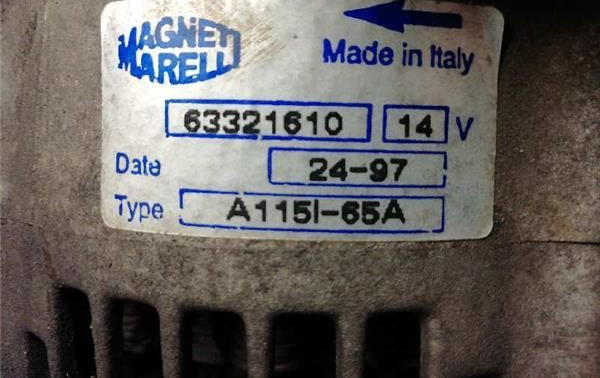 MAGNETI
MARELLI
Made in Italy
63321610 14 V
Date 24-97
Type A115I-65A